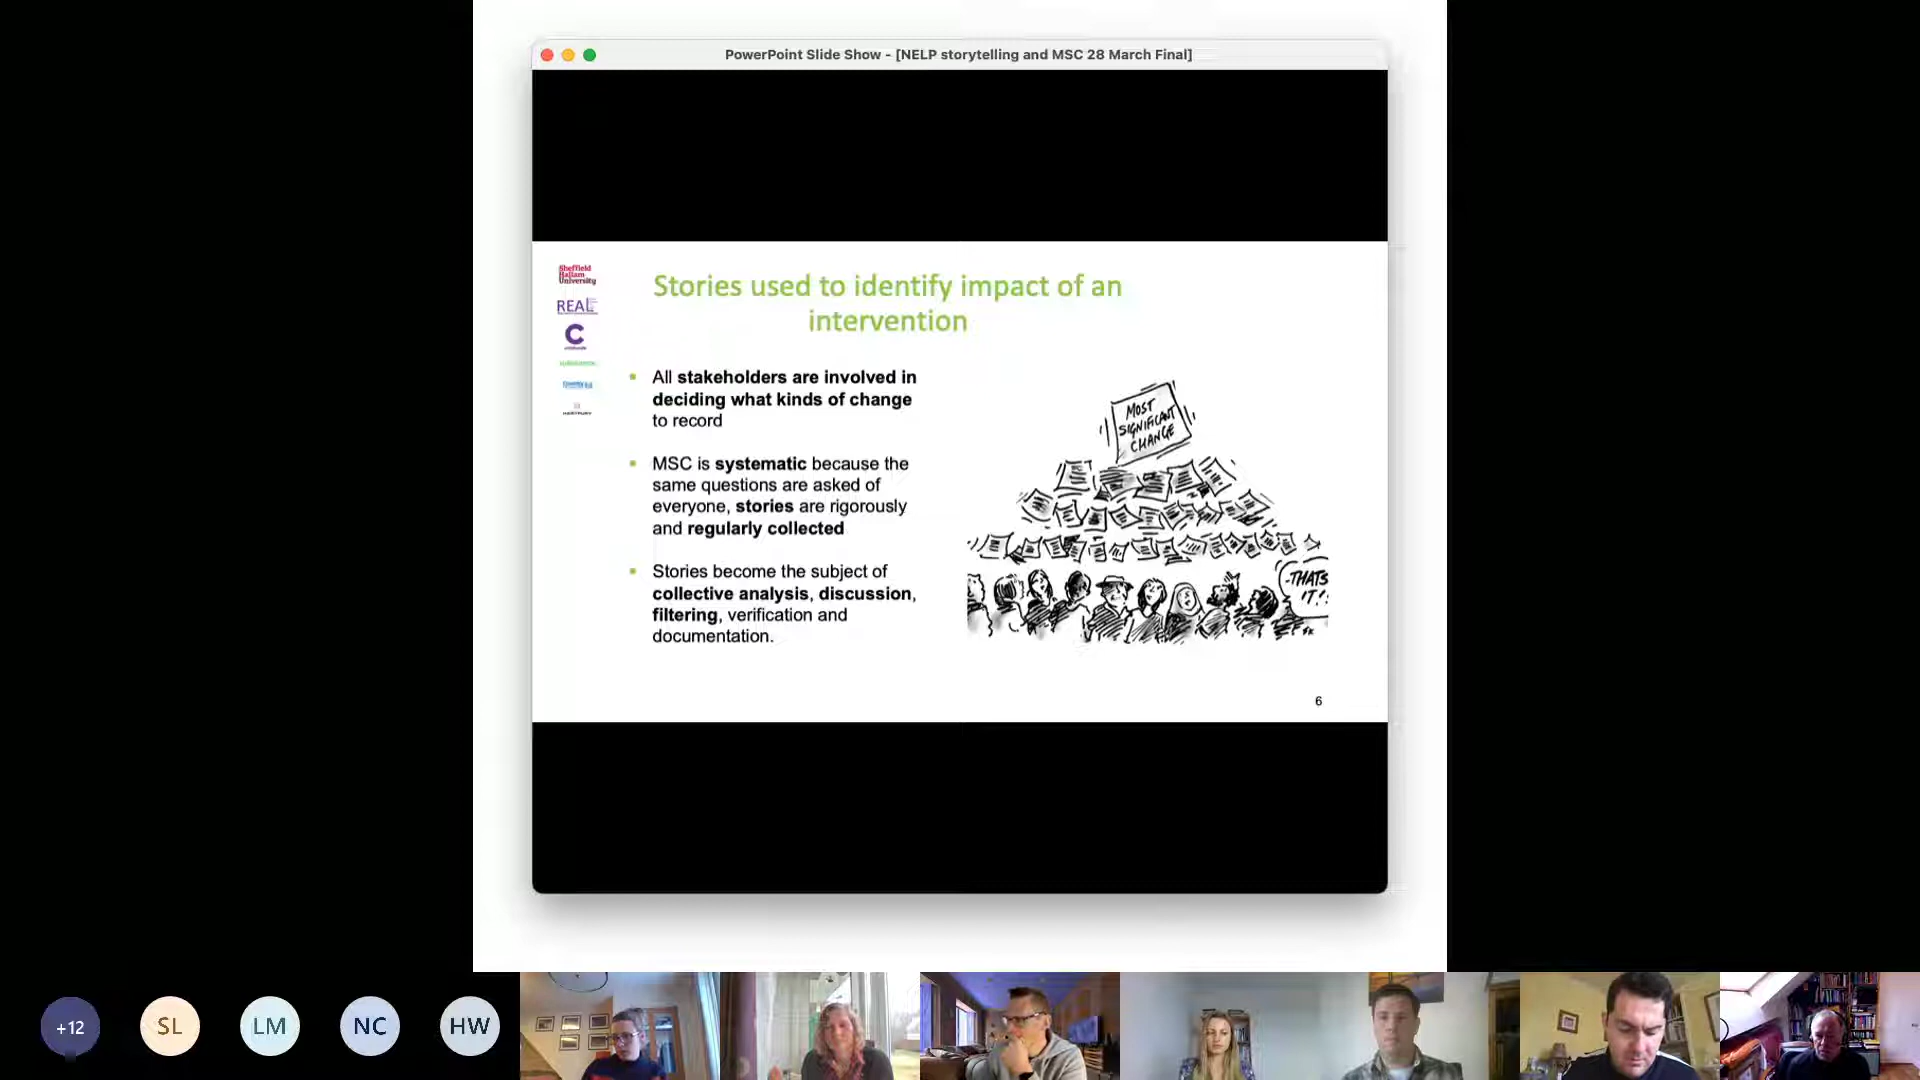 PowerPoint Slide Show - [NELP storytelling and MSC 28 March Final]
Sheffield
Hallam
University
REAL
C
Stories used to identify impact of an
intervention
All stakeholders are involved in
deciding what kinds of change
to record
MSC is systematic because the
same questions are asked of
everyone, stories are rigorously
and regularly collected
Stories become the subject of
collective analysis, discussion,
filtering, verification and
documentation.
MOST
SIGNIFICANT
CHANGE
THATS
IT!
6
+12
SL
LM
NC
HW